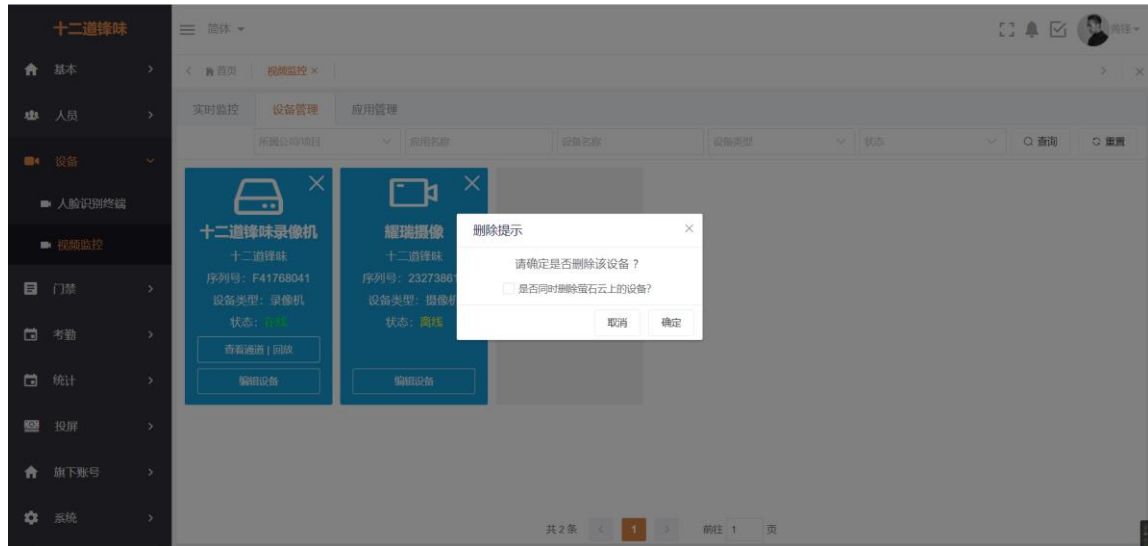 十二道锋味
简体
基本
首页
视频监控 ×
人员
实时监控
设备管理
应用管理
所属公司/项目
应用名称
设备名称
设备类型
状态
查询
重置
设备
人脸识别终端
视频监控
门禁
考勤
统计
投屏
旗下账号
系统
十二道锋味录像机
十二道锋味
序列号：F41768041
设备类型：录像机
状态：在线
查看通道 | 回放
编辑设备
耀瑞摄像
十二道锋味
序列号：23273861
设备类型：摄像机
状态：离线
编辑设备
删除提示
请确定是否删除该设备？
是否同时删除萤石云上的设备?
取消
确定
共 2 条
1
前往 1 页